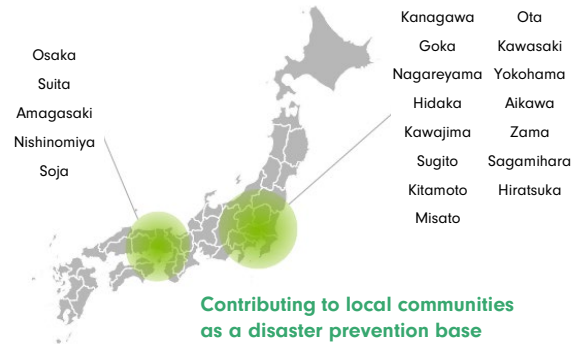 Osaka
Suita
Amagasaki
Nishinomiya
Soja
Kanagawa
Goka
Nagareyama
Hidaka
Kawajima
Sugito
Kitamoto
Misato
Ota
Kawasaki
Yokohama
Aikawa
Zama
Sagamihara
Hiratsuka
Contributing to local communities
as a disaster prevention base